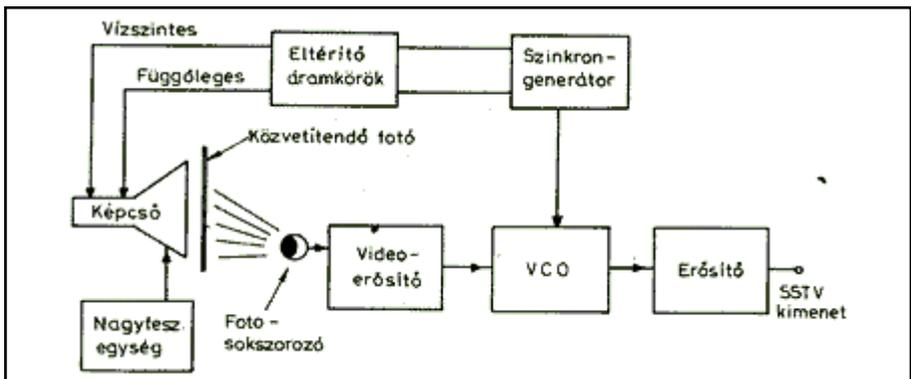 Vízszintes
Függőleges
Eltérítő
áramkörök
Szinkron-
generátor
Közvetítendő fotó
Képcső
Video-
erősítő
VCO
Erősítő
SSTV
kimenet
Nagyfesz.
egység
Foto-
sokszorozó